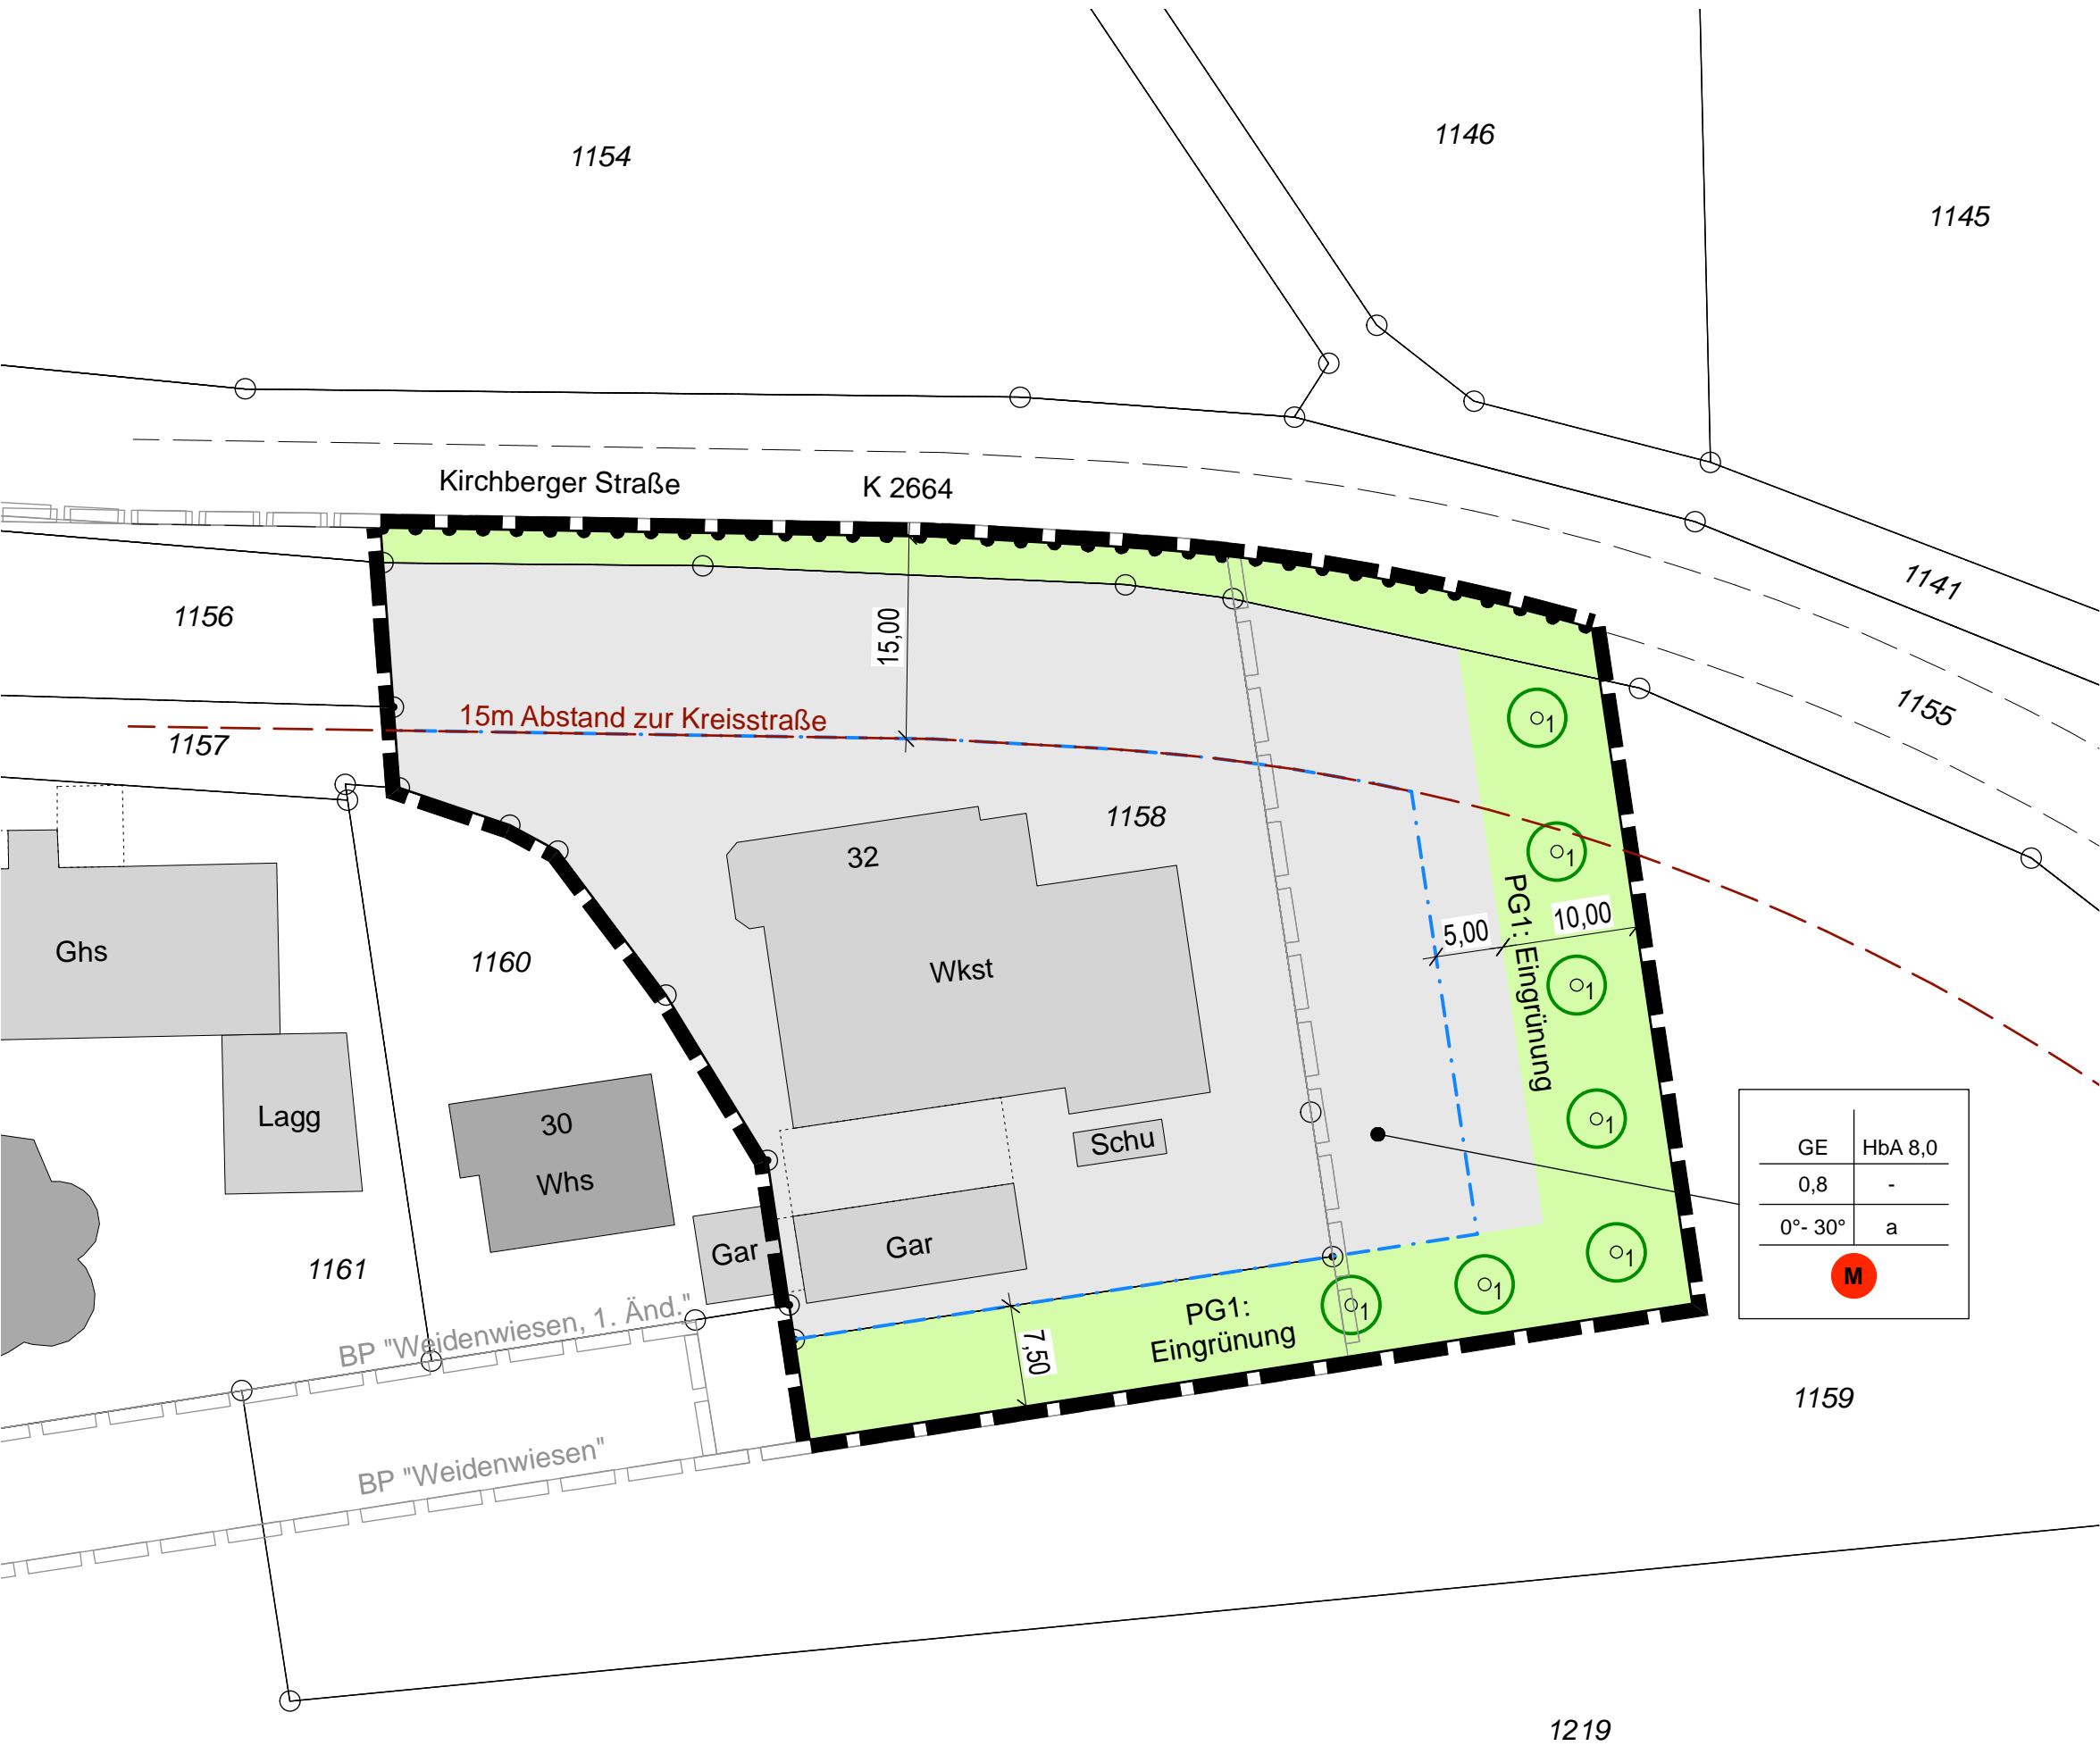 1146
1154
1145
Kirchberger Straße
K 2664
1141
1156
15,00
1155
15m Abstand zur Kreisstraße
1
1157
1158
32
1
PG1: Eingrünung
10,00
5,00
Ghs
1160
Wkst
1
Lagg
30
Whs
Schu
1
GE
HbA 8,0
0,8
-
0°- 30°
a
M
Gar
Gar
1
1161
1
1
BP "Weidenwiesen, 1. Änd."
PG1:
Eingrünung
7,50
1159
BP "Weidenwiesen"
1219